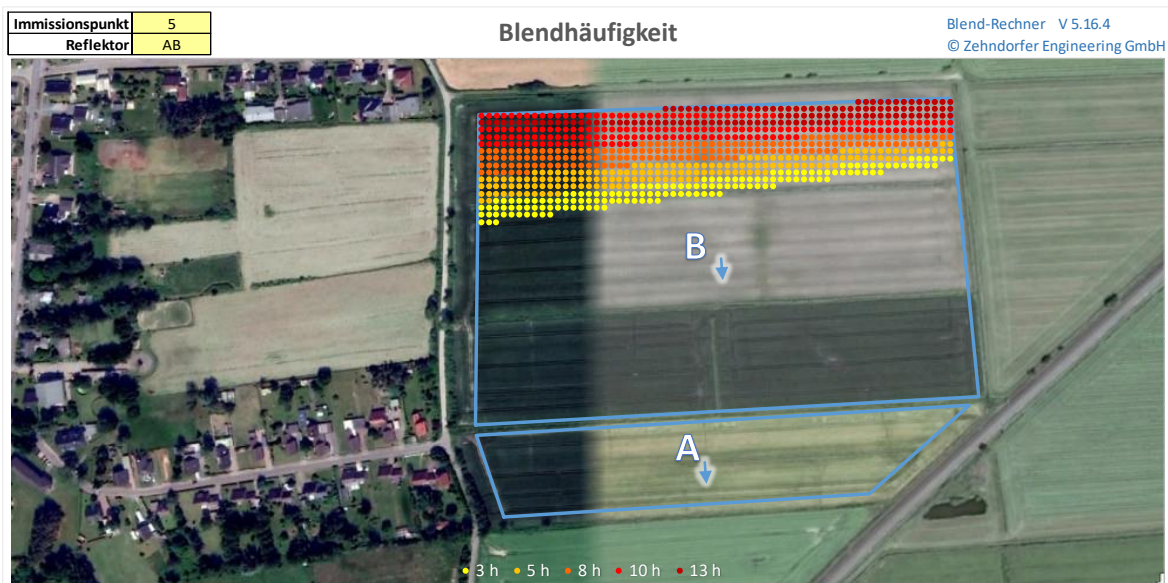 Immissionspunkt 5
Reflektor AB
Blendhäufigkeit
Blend-Rechner V 5.16.4
© Zehndorfer Engineering GmbH
B
A
3 h 5 h 8 h 10 h 13 h